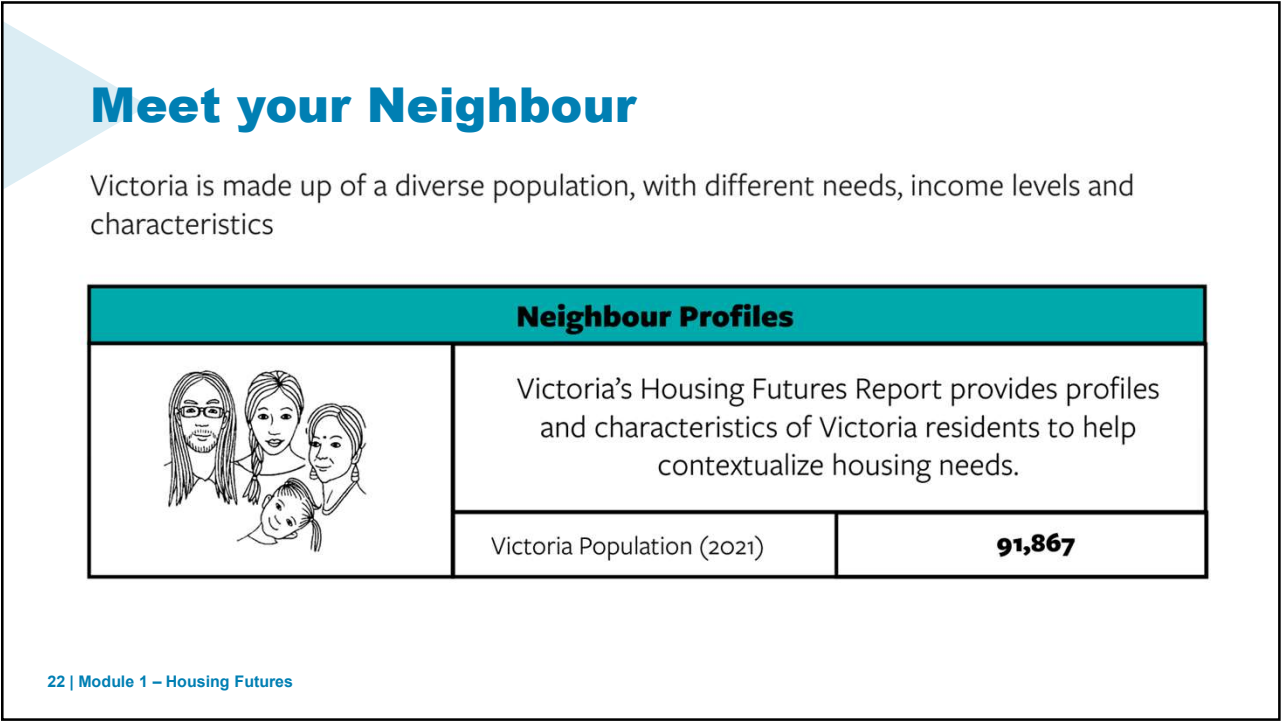 Meet your Neighbour
Victoria is made up of a diverse population, with different needs, income levels and
characteristics
Neighbour Profiles
Victoria's Housing Futures Report provides profiles
and characteristics of Victoria residents to help
contextualize housing needs.
Victoria Population (2021)
91,867
22 | Module 1 – Housing Futures